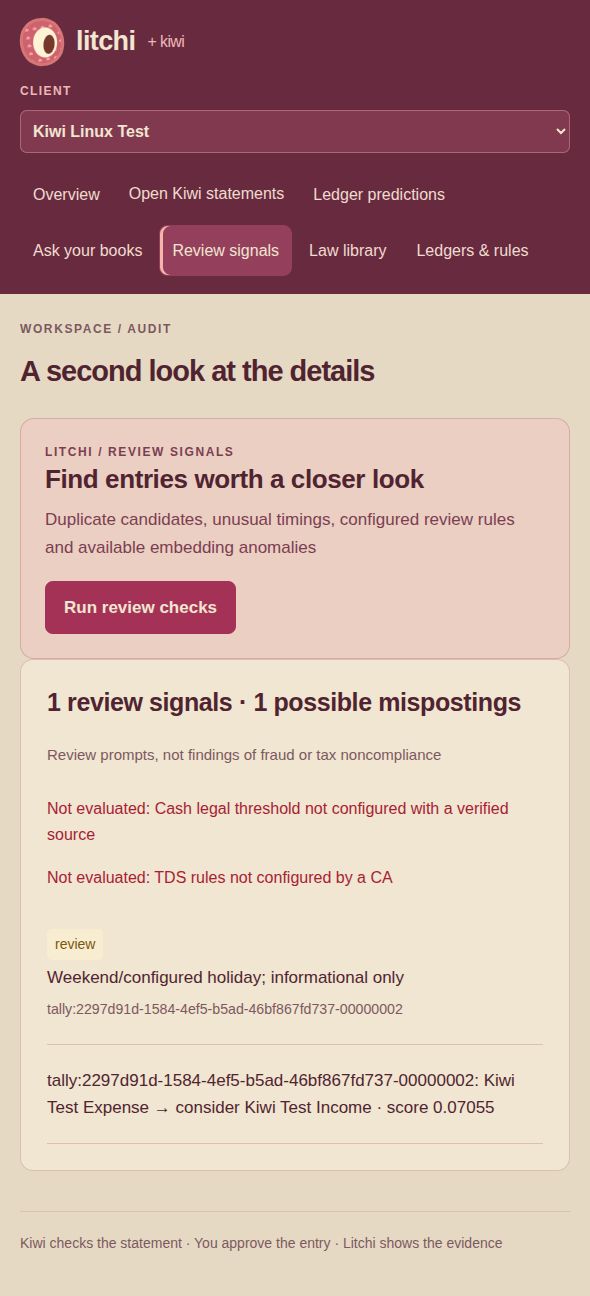 litchi + kiwi
CLIENT
Kiwi Linux Test
Overview Open Kiwi statements Ledger predictions
Ask your books Review signals Law library Ledgers & rules
WORKSPACE / AUDIT
A second look at the details
LITCHI / REVIEW SIGNALS
Find entries worth a closer look
Duplicate candidates, unusual timings, configured review rules
and available embedding anomalies
Run review checks
1 review signals · 1 possible mispostings
Review prompts, not findings of fraud or tax noncompliance
Not evaluated: Cash legal threshold not configured with a verified
source
Not evaluated: TDS rules not configured by a CA
review
Weekend/configured holiday; informational only
tally:2297d91d-1584-4ef5-b5ad-46bf867fd737-00000002
tally:2297d91d-1584-4ef5-b5ad-46bf867fd737-00000002: Kiwi
Test Expense → consider Kiwi Test Income · score 0.07055
Kiwi checks the statement · You approve the entry · Litchi shows the evidence